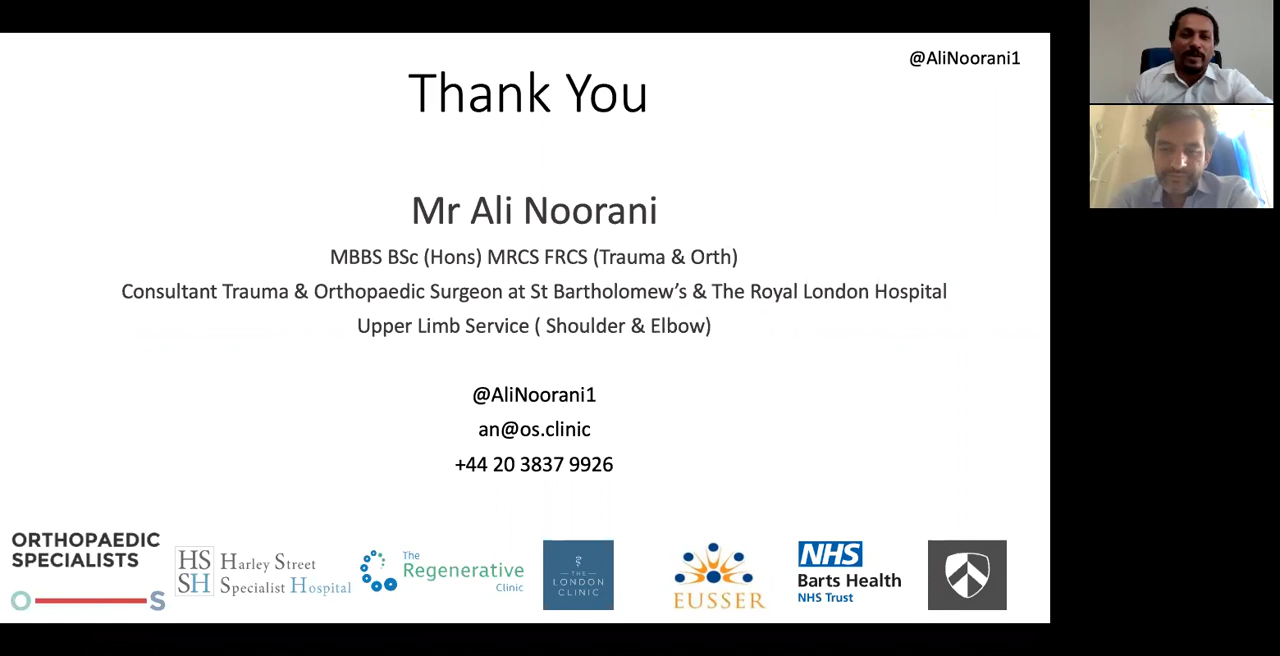 @AliNoorani1
Thank You
Mr Ali Noorani
MBBS BSc (Hons) MRCS FRCS (Trauma & Orth)
Consultant Trauma & Orthopaedic Surgeon at St Bartholomew’s & The Royal London Hospital
Upper Limb Service ( Shoulder & Elbow)
@AliNoorani1
an@os.clinic
+44 20 3837 9926
ORTHOPAEDIC
SPECIALISTS
O S
HS
SH
Harley Street
Specialist Hospital
The
Regenerative
Clinic
THE
LONDON
CLINIC
EUSSER
NHS
Barts Health
NHS Trust